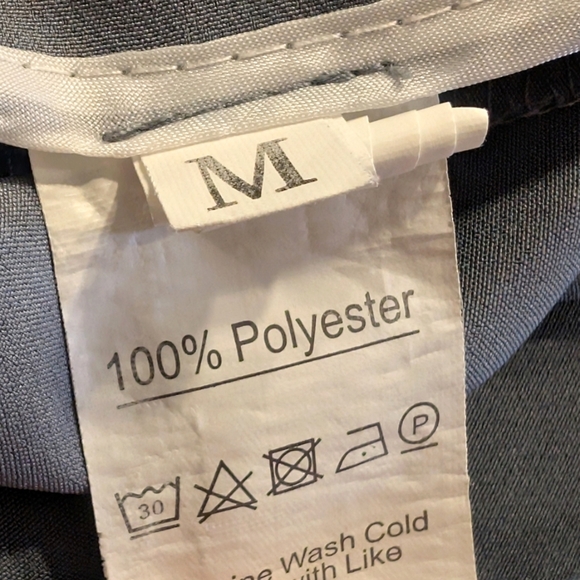 M
100% Polyester
30
P
Wash Cold
with Like